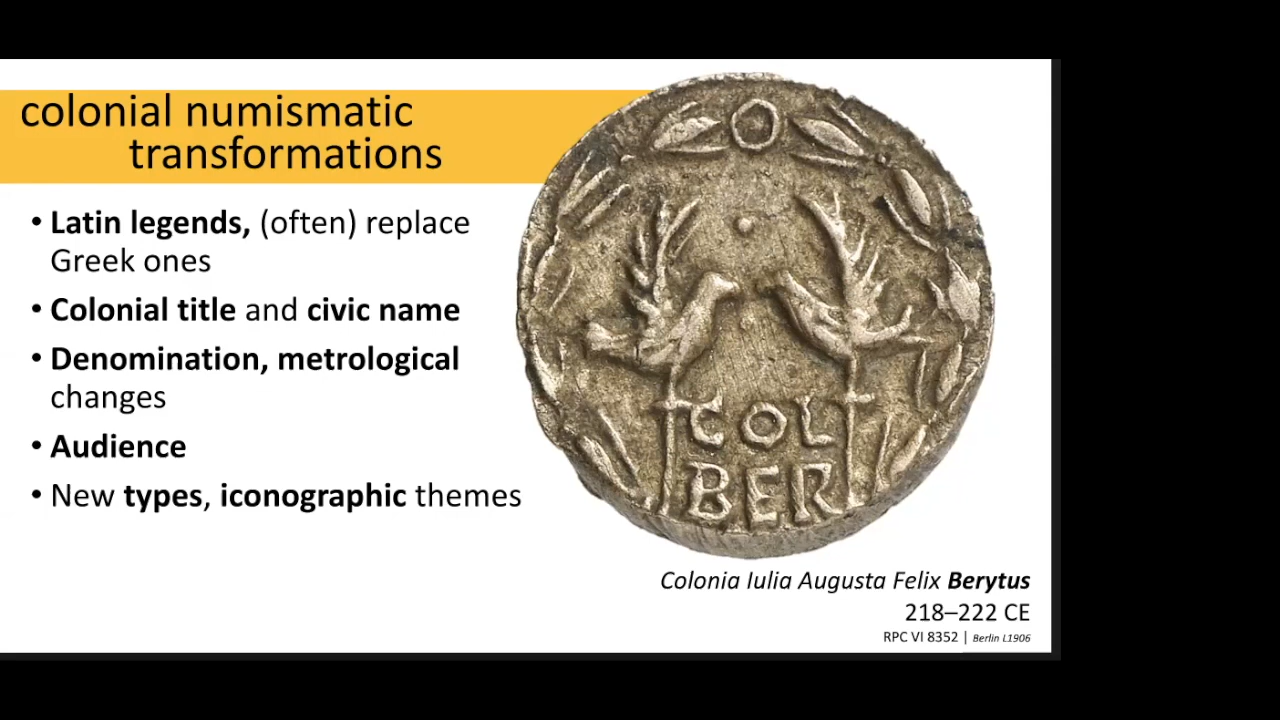 colonial numismatic
transformations
• Latin legends, (often) replace
Greek ones
• Colonial title and civic name
• Denomination, metrological
changes
• Audience
• New types, iconographic themes
COL
BER
Colonia Iulia Augusta Felix Berytus
218–222 CE
RPC VI 8352 | Berlin L1906